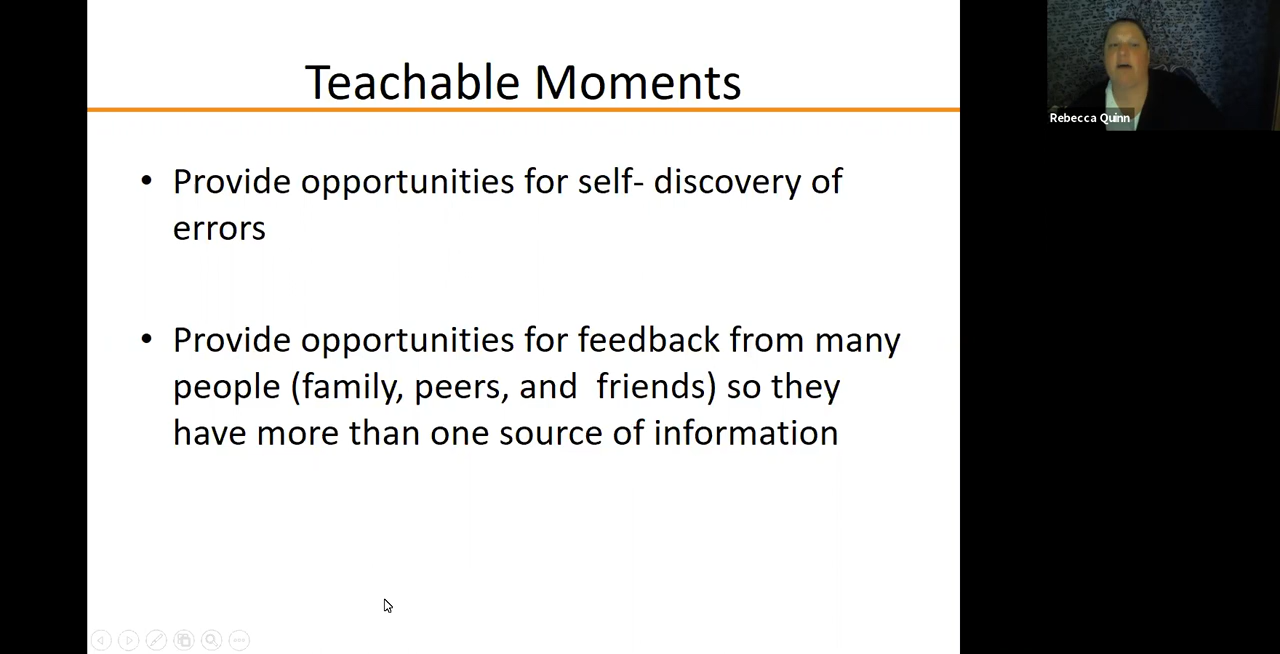 Teachable Moments
• Provide opportunities for self- discovery of
errors
• Provide opportunities for feedback from many
people (family, peers, and  friends) so they
have more than one source of information
Rebecca Quinn